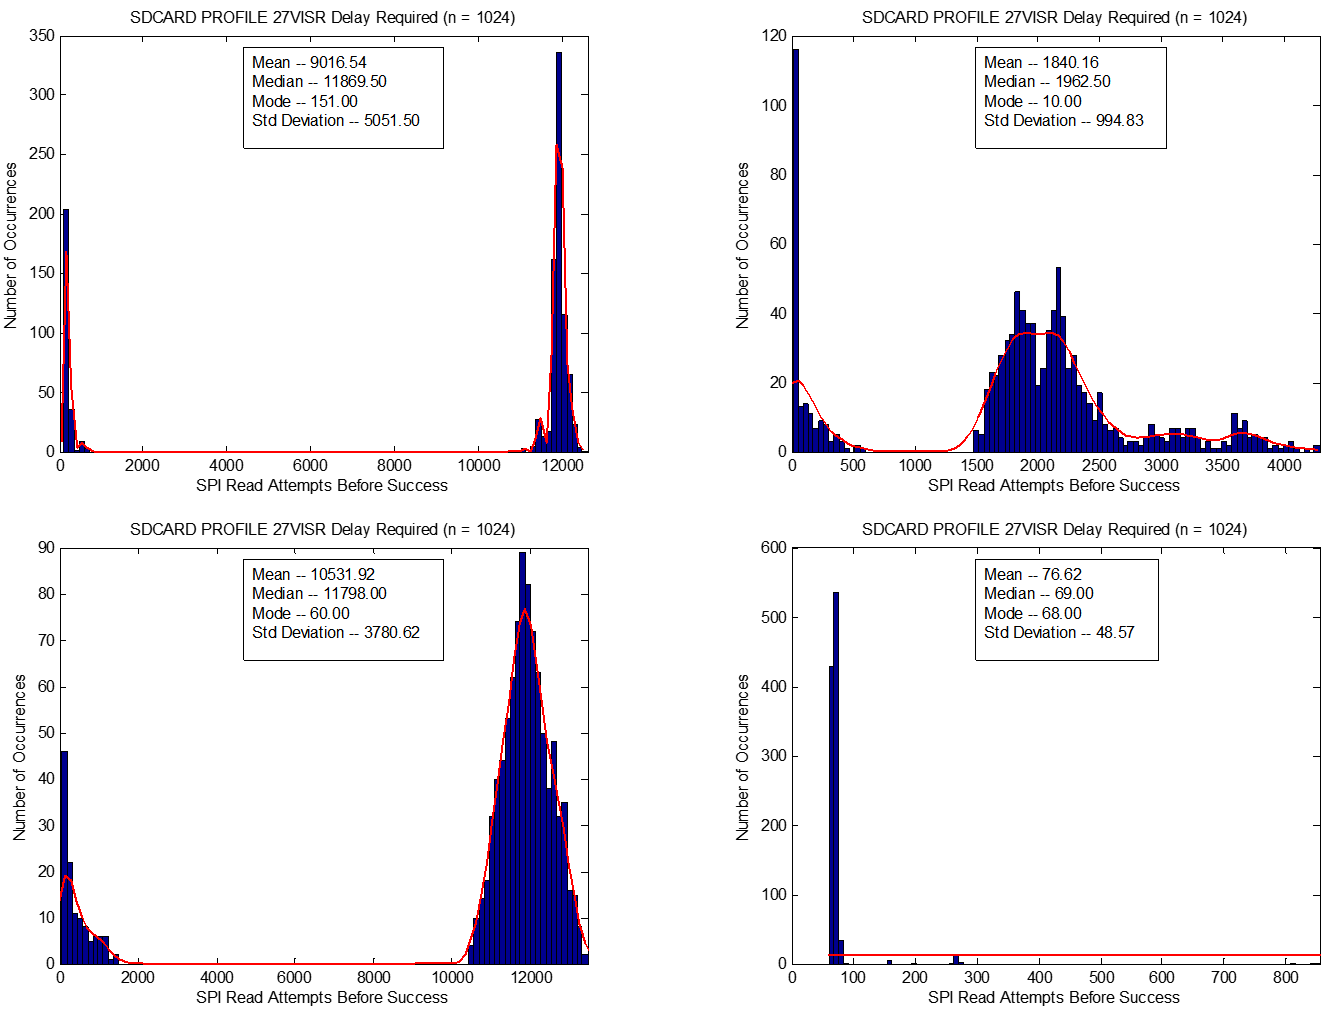 SDCARD PROFILE 27VISR Delay Required (n = 1024)
350
300
250
200
150
100
50
0
Number of Occurrences
Mean -- 9016.54
Median -- 11869.50
Mode -- 151.00
Std Deviation -- 5051.50
0 2000 4000 6000 8000 10000 12000
SPI Read Attempts Before Success
SDCARD PROFILE 27VISR Delay Required (n = 1024)
120
100
80
60
40
20
0
Number of Occurrences
Mean -- 1840.16
Median -- 1962.50
Mode -- 10.00
Std Deviation -- 994.83
0 500 1000 1500 2000 2500 3000 3500 4000
SPI Read Attempts Before Success
SDCARD PROFILE 27VISR Delay Required (n = 1024)
90
80
70
60
50
40
30
20
10
0
Number of Occurrences
Mean -- 10531.92
Median -- 11798.00
Mode -- 60.00
Std Deviation -- 3780.62
0 2000 4000 6000 8000 10000 12000
SPI Read Attempts Before Success
SDCARD PROFILE 27VISR Delay Required (n = 1024)
600
500
400
300
200
100
0
Number of Occurrences
Mean -- 76.62
Median -- 69.00
Mode -- 68.00
Std Deviation -- 48.57
0 100 200 300 400 500 600 700 800
SPI Read Attempts Before Success